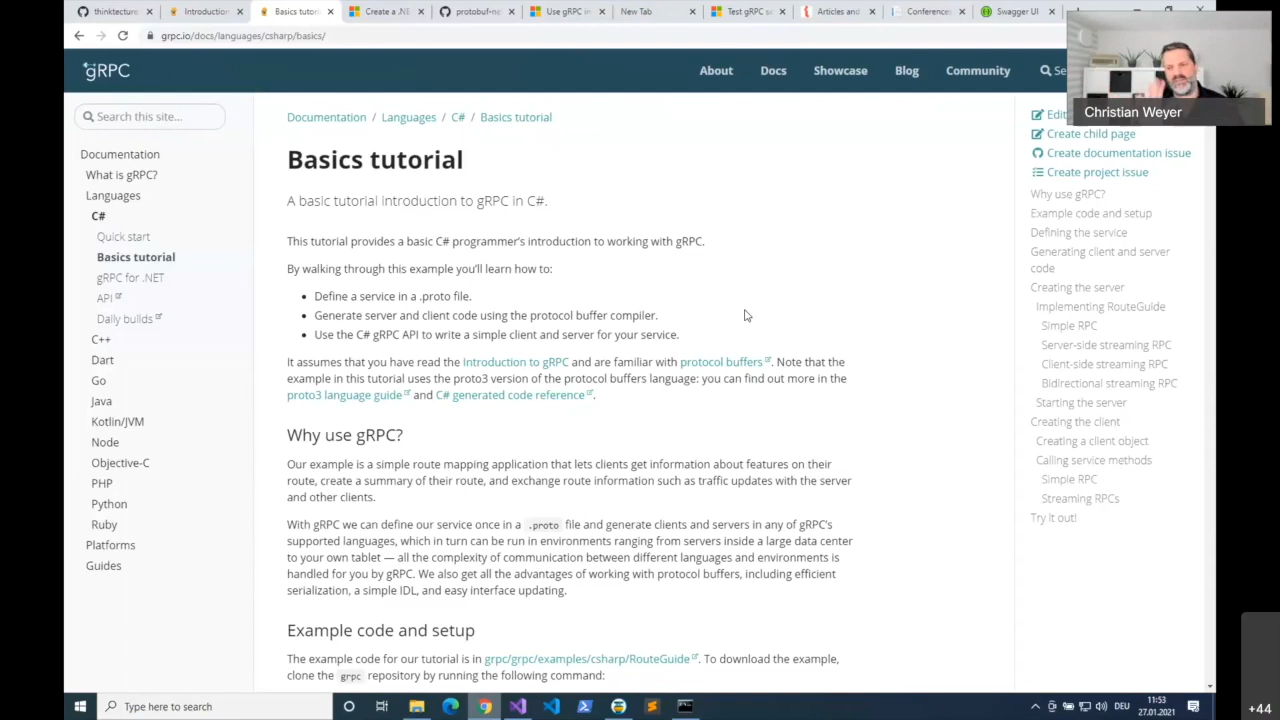 thinktecture
Introduction
Basics tutori
Create a .NE
protobuf-ne
Use gRPC in
New Tab
Test gRPC se
Articles and
Conferences
Swagger UI
grpc.io/docs/languages/csharp/basics/
gRPC
About
Docs
Showcase
Blog
Community
Se
Christian Weyer
Search this site...
Documentation
What is gRPC?
Languages
C#
Quick start
Basics tutorial
gRPC for .NET
API
Daily builds
C++
Dart
Go
Java
Kotlin/JVM
Node
Objective-C
PHP
Python
Ruby
Platforms
Guides
Documentation / Languages / C# / Basics tutorial
Basics tutorial
A basic tutorial introduction to gRPC in C#.
This tutorial provides a basic C# programmer's introduction to working with gRPC.
By walking through this example you'll learn how to:
• Define a service in a .proto file.
• Generate server and client code using the protocol buffer compiler.
• Use the C# gRPC API to write a simple client and server for your service.
It assumes that you have read the Introduction to gRPC and are familiar with protocol buffers. Note that the
example in this tutorial uses the proto3 version of the protocol buffers language: you can find out more in the
proto3 language guide and C# generated code reference.
Why use gRPC?
Our example is a simple route mapping application that lets clients get information about features on their
route, create a summary of their route, and exchange route information such as traffic updates with the server
and other clients.
With gRPC we can define our service once in a .proto file and generate clients and servers in any of gRPC's
supported languages, which in turn can be run in environments ranging from servers inside a large data center
to your own tablet — all the complexity of communication between different languages and environments is
handled for you by gRPC. We also get all the advantages of working with protocol buffers, including efficient
serialization, a simple IDL, and easy interface updating.
Example code and setup
The example code for our tutorial is in grpc/grpc/examples/csharp/RouteGuide. To download the example,
clone the grpc repository by running the following command:
Edi
Create child page
Create documentation issue
Create project issue
Why use gRPC?
Example code and setup
Defining the service
Generating client and server
code
Creating the server
Implementing RouteGuide
Simple RPC
Server-side streaming RPC
Client-side streaming RPC
Bidirectional streaming RPC
Starting the server
Creating the client
Creating a client object
Calling service methods
Simple RPC
Streaming RPCs
Try it out!
Type here to search
DEU
11:53
27.01.2021
+44